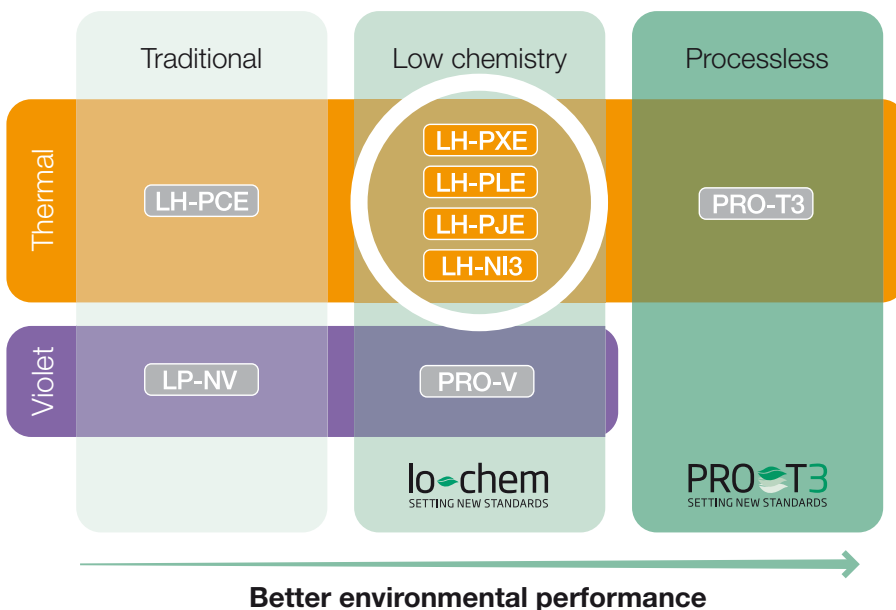 Traditional
Low chemistry
Processless
Thermal
LH-PCE
LH-PXE
LH-PLE
LH-PJE
LH-NI3
PRO-T3
Violet
LP-NV
PRO-V
lo-chem
SETTING NEW STANDARDS
PRO-T3
SETTING NEW STANDARDS
Better environmental performance